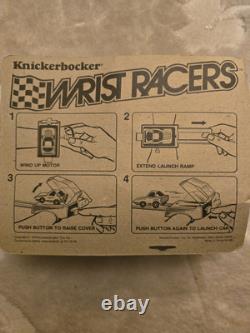 Knickerbocker®
WRIST RACERS
1
WIND UP MOTOR
2
EXTEND LAUNCH RAMP
3
PUSH BUTTON TO RAISE COVER
4
PUSH BUTTON AGAIN TO LAUNCH CAR